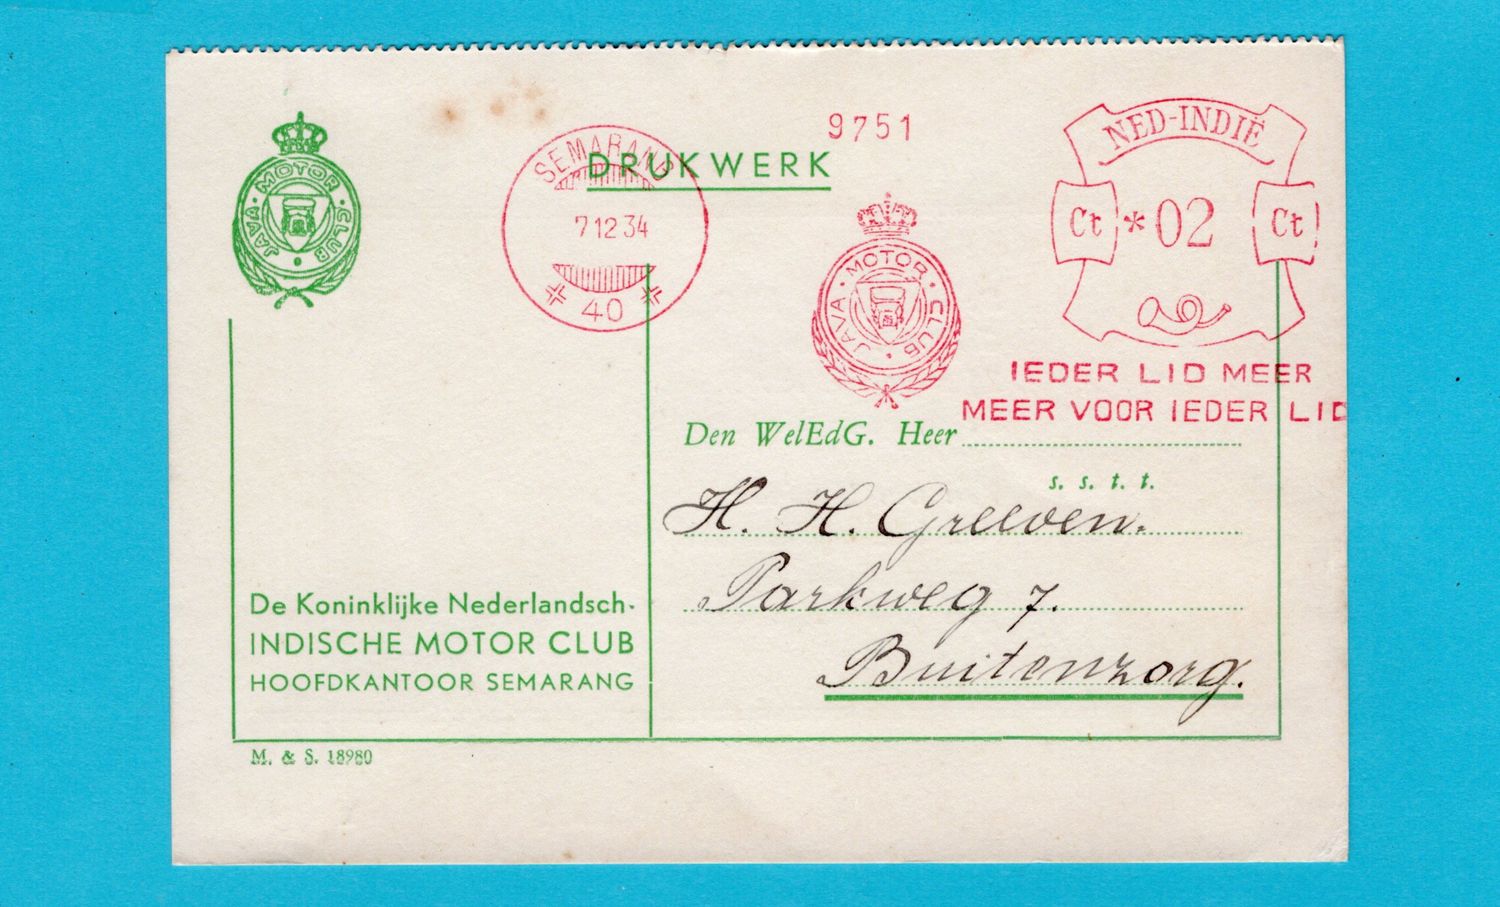 MOTOR · CLUB · JAVA
SEMARANG
7 12 34
40
DRUKWERK
9751
NED-INDIË
Ct *02 Ct
MOTOR · CLUB · JAVA
IEDER LID MEER
MEER VOOR IEDER LID
Den WelEdG. Heer
s. s. t. t.
H. H. Greeven.
Parkweg 7.
Buitenzorg.
De Koninklijke Nederlandsch-
INDISCHE MOTOR CLUB
HOOFDKANTOOR SEMARANG
M. & S. 18980